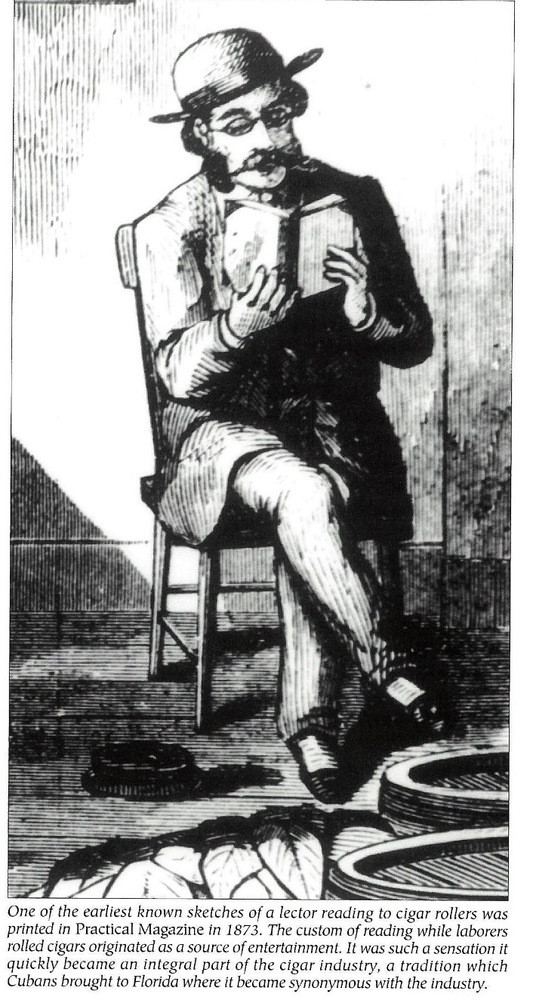 One of the earliest known sketches of a lector reading to cigar rollers was
printed in Practical Magazine in 1873. The custom of reading while laborers
rolled cigars originated as a source of entertainment. It was such a sensation it
quickly became an integral part of the cigar industry, a tradition which
Cubans brought to Florida where it became synonymous with the industry.